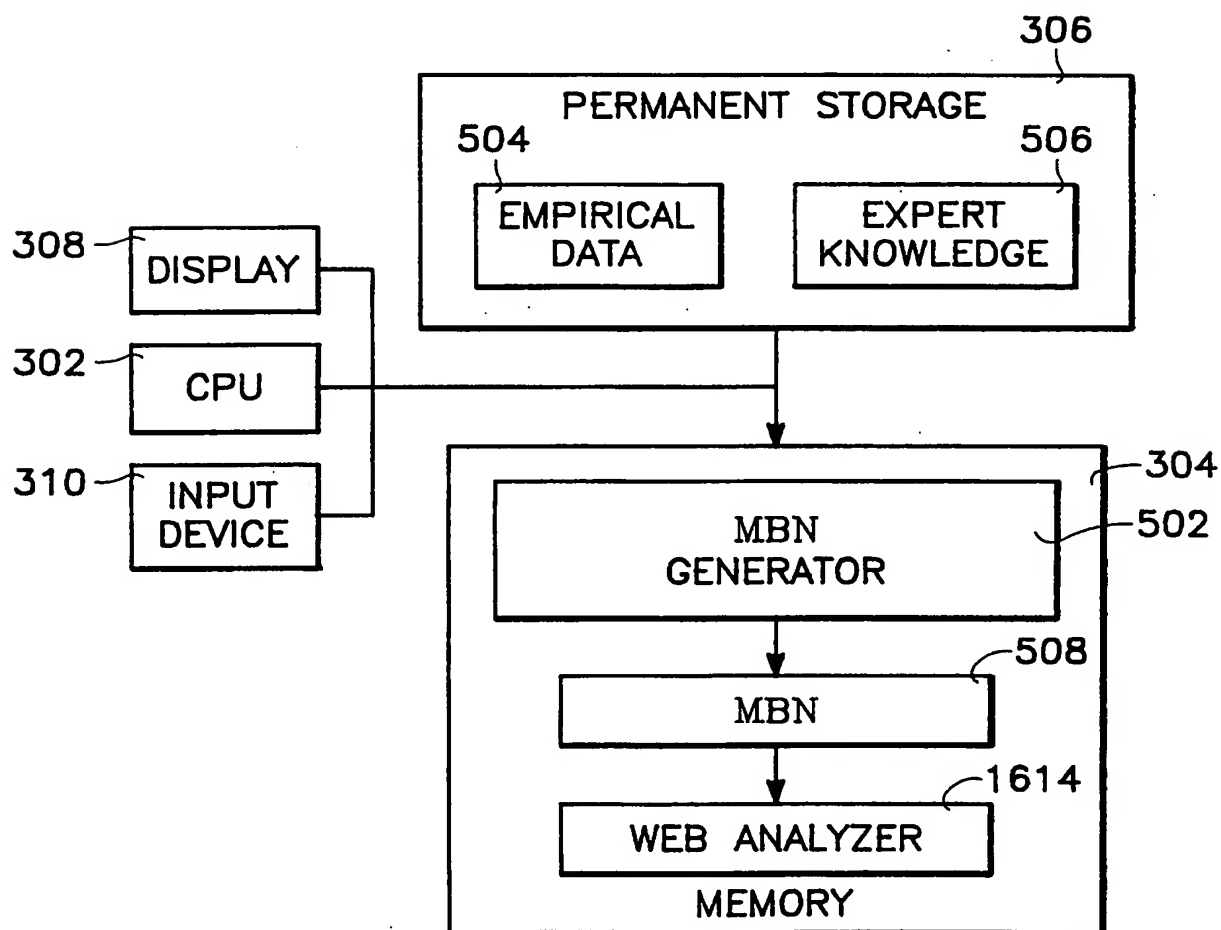 306
PERMANENT STORAGE
504
506
EMPIRICAL
DATA
EXPERT
KNOWLEDGE
308
DISPLAY
302
CPU
310
INPUT
DEVICE
304
MBN
GENERATOR
502
508
MBN
1614
WEB ANALYZER
MEMORY